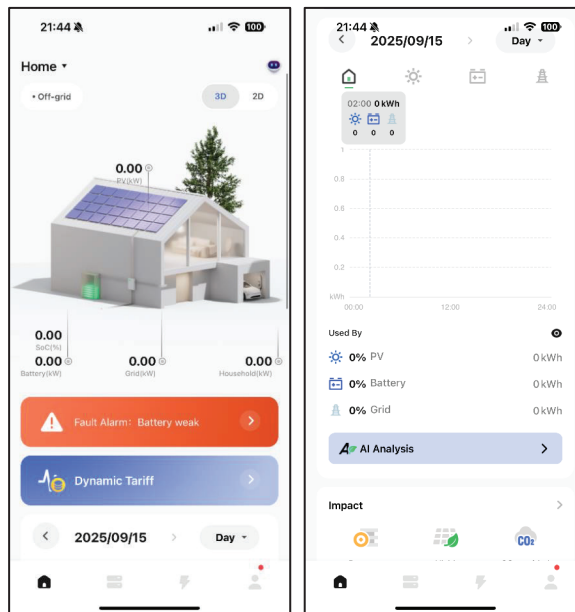 21:44
100
Home
• Off-grid
3D
2D
0.00
PV(kW)
0.00
SoC(%)
0.00
Battery(kW)
0.00
Grid(kW)
0.00
Household(kW)
Fault Alarm: Battery weak
Dynamic Tariff
2025/09/15
Day
21:44
100
2025/09/15
Day
02:00 0 kWh
0 0 0
1
0.8
0.6
0.4
0.2
kWh
00:00 12:00 24:00
Used By
0% PV 0 kWh
0% Battery 0 kWh
0% Grid 0 kWh
AI Analysis
Impact
CO₂